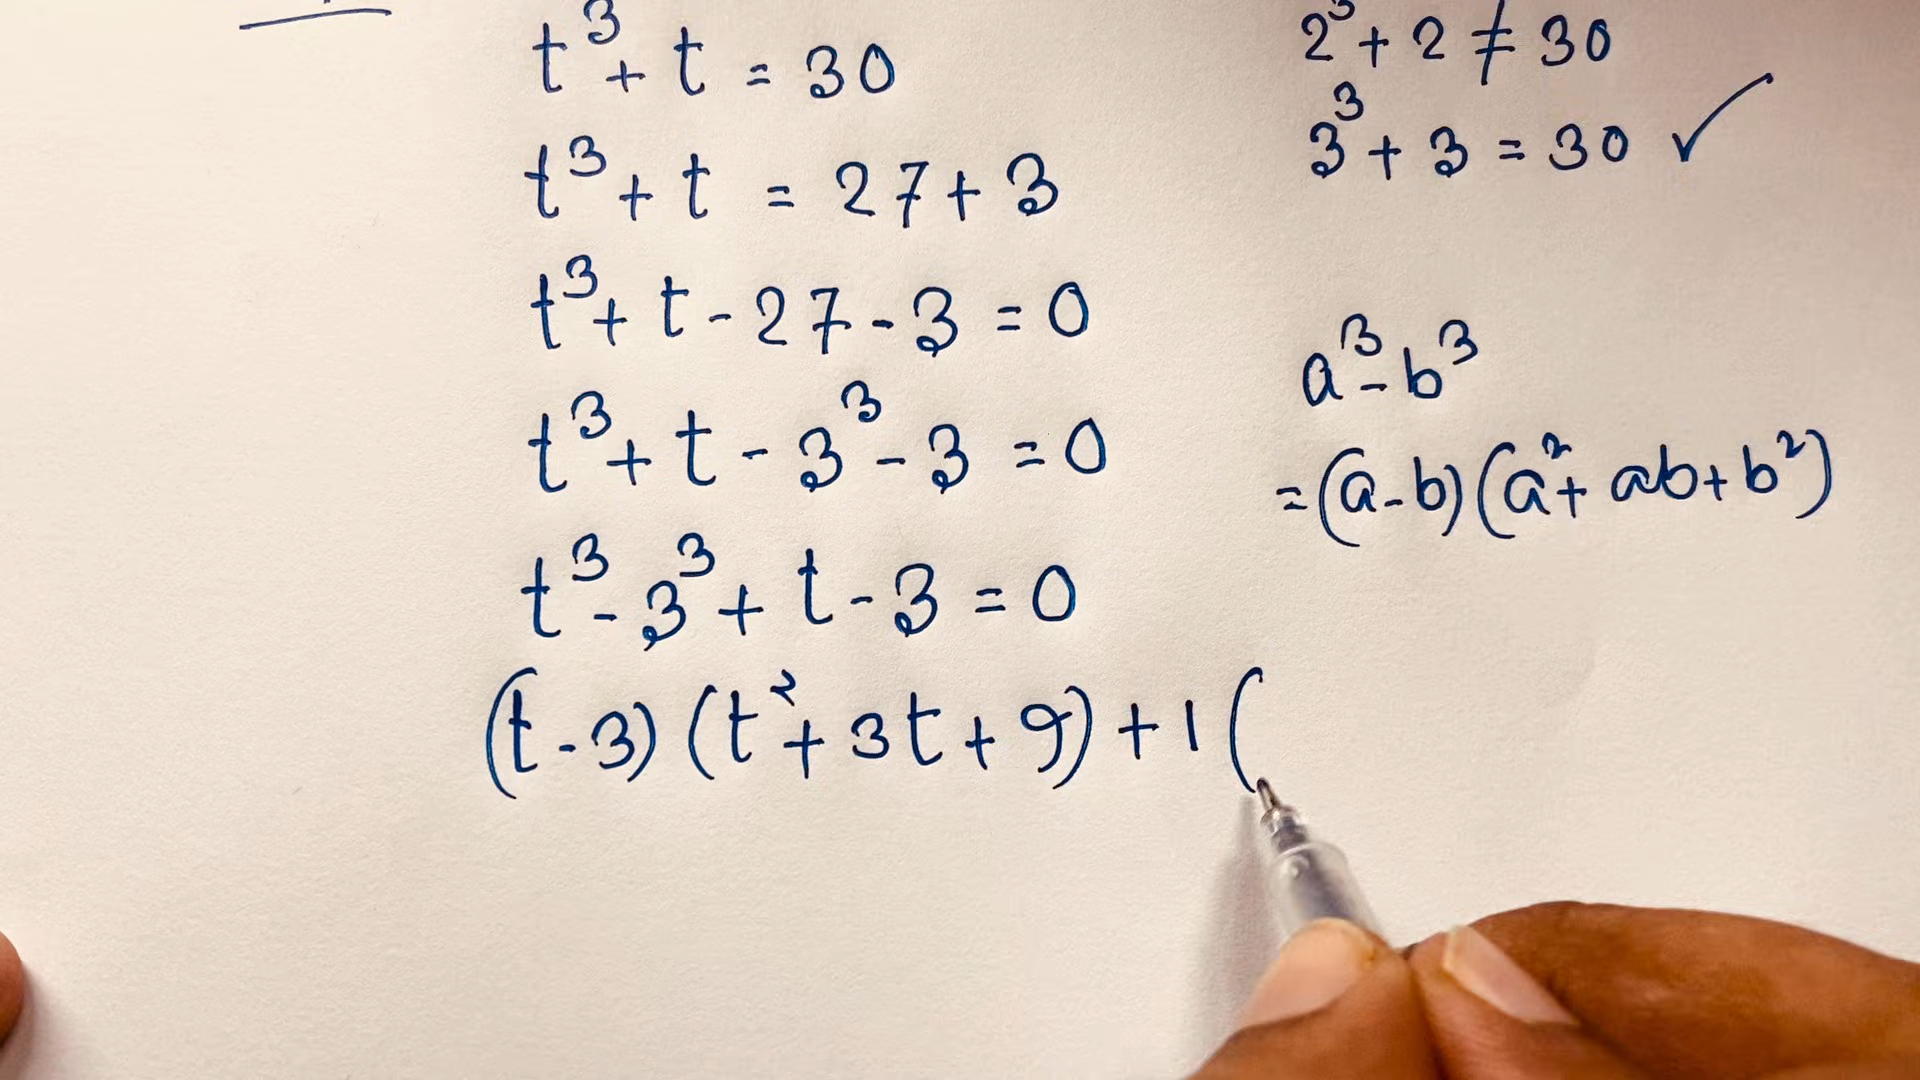 t³ + t = 30
t³ + t = 27 + 3
t³ + t - 27 - 3 = 0
t³ + t - 3³ - 3 = 0
t³ - 3³ + t - 3 = 0
(t - 3) (t² + 3t + 9) + 1 (
2³ + 2 ≠ 30
3³ + 3 = 30 ✓
a³ - b³
= (a - b) (a² + ab + b²)